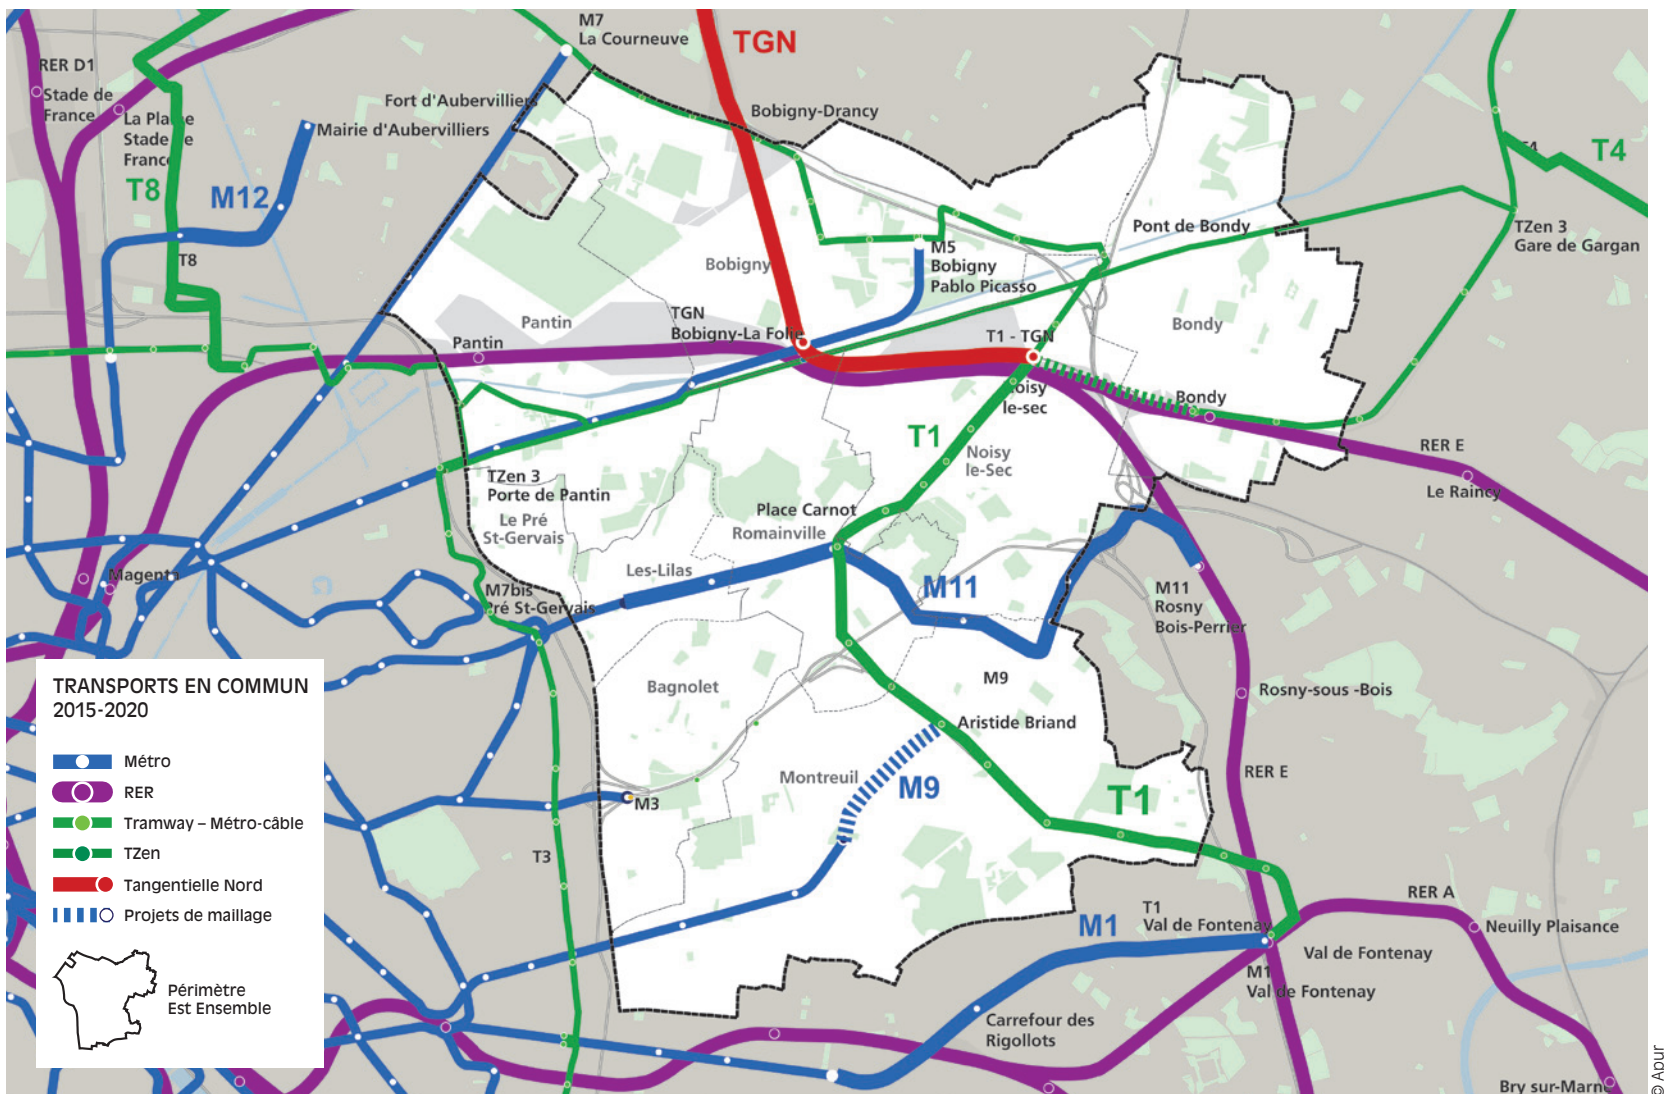 M7
La Courneuve
TGN
RER D1
Stade de
France
La Plaine
Stade de
France
Fort d'Aubervilliers
Mairie d'Aubervilliers
Bobigny-Drancy
T4
T4
T8
M12
T8
Pont de Bondy
TZen 3
Gare de Gargan
M5
Bobigny
Pablo Picasso
Bobigny
TGN
Bobigny-La Folie
Pantin
Pantin
T1 - TGN
Bondy
Noisy
le-sec
Bondy
T1
Noisy
le-Sec
RER E
Le Raincy
TZen 3
Porte de Pantin
Le Pré
St-Gervais
Place Carnot
Romainville
Magenta
Les-Lilas
M7bis
Pré St-Gervais
M11
M11
Rosny
Bois-Perrier
Bagnolet
M9
Rosny-sous -Bois
Aristide Briand
Montreuil
M9
RER E
M3
T1
T3
M1
T1
Val de Fontenay
RER A
Neuilly Plaisance
Val de Fontenay
M1
Val de Fontenay
Carrefour des
Rigollots
Bry sur-Marne
TRANSPORTS EN COMMUN
2015-2020
Métro
RER
Tramway – Métro-câble
TZen
Tangentielle Nord
Projets de maillage
Périmètre
Est Ensemble
© Apur